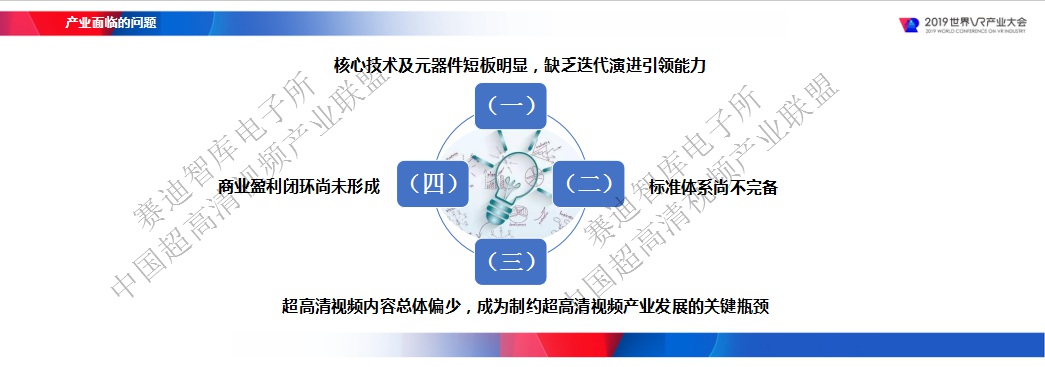 产业面临的问题
2019世界VR产业大会
2019 WORLD CONFERENCE ON VR INDUSTRY
核心技术及元器件短板明显，缺乏迭代演进引领能力
（一）
商业盈利闭环尚未形成
（四）
（二）
标准体系尚不完备
（三）
超高清视频内容总体偏少，成为制约超高清视频产业发展的关键瓶颈
赛迪智库电子所
中国超高清视频产业联盟
赛迪智库电子所
中国超高清视频产业联盟